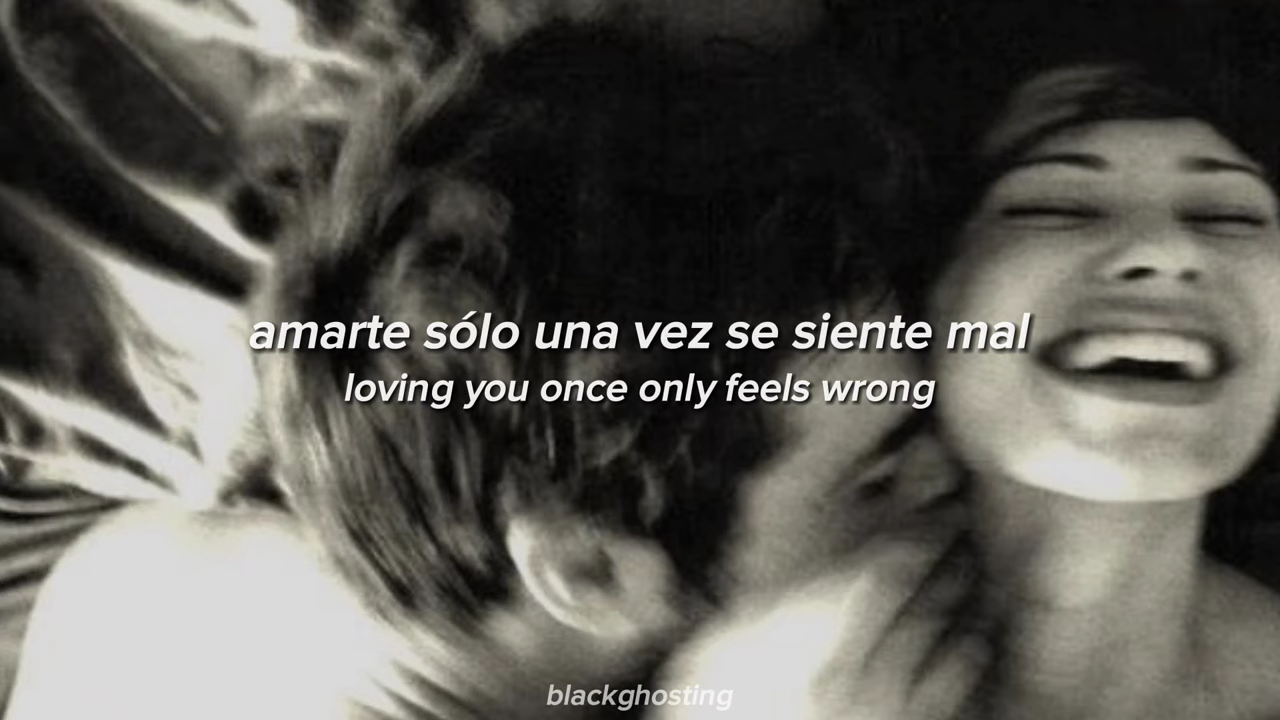 amarte sólo una vez se siente mal
loving you once only feels wrong
blackghosting